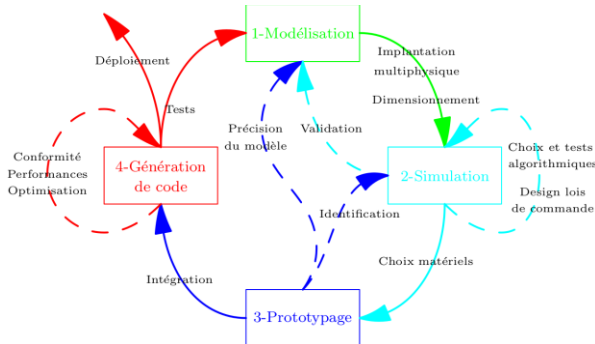 1-Modélisation
Implantation
multiphysique
Dimensionnement
Déploiement
Tests
Précision
du modèle
Validation
Choix et tests
algorithmiques
Design lois
de commande
Conformité
Performances
Optimisation
4-Génération
de code
2-Simulation
Identification
Choix matériels
Intégration
3-Prototypage